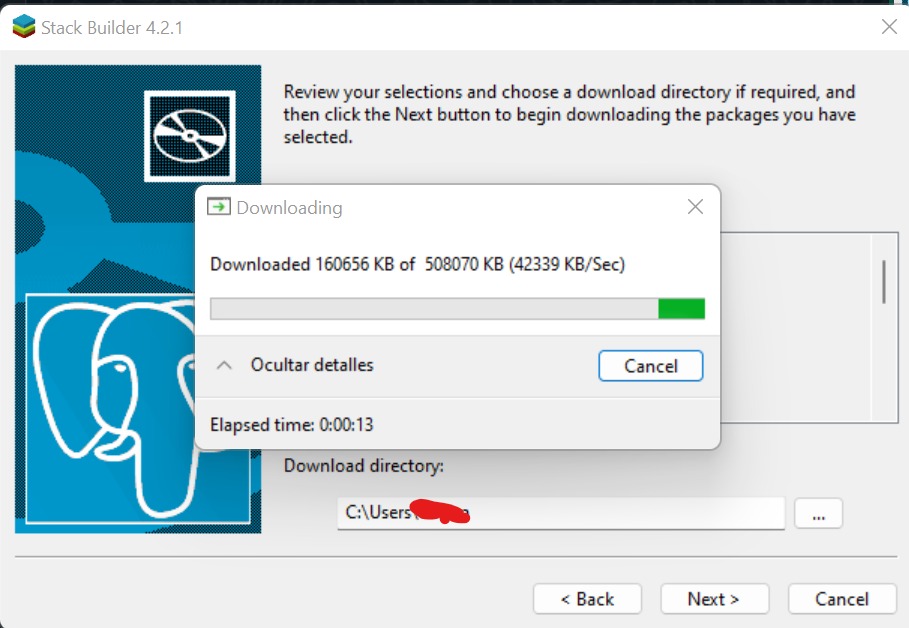 Stack Builder 4.2.1
Review your selections and choose a download directory if required, and
then click the Next button to begin downloading the packages you have
selected.
Downloading
Downloaded 160656 KB of 508070 KB (42339 KB/Sec)
Ocultar detalles
Cancel
Elapsed time: 0:00:13
Download directory:
C:\Users\
...
< Back
Next >
Cancel